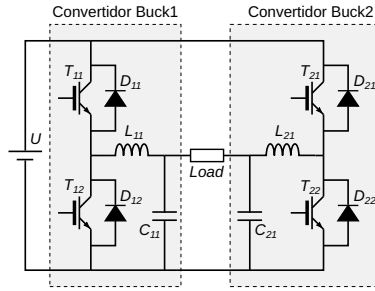 Convertidor Buck1
Convertidor Buck2
T11
D11
T21
D21
U
L11
L21
Load
T12
D12
T22
D22
C11
C21